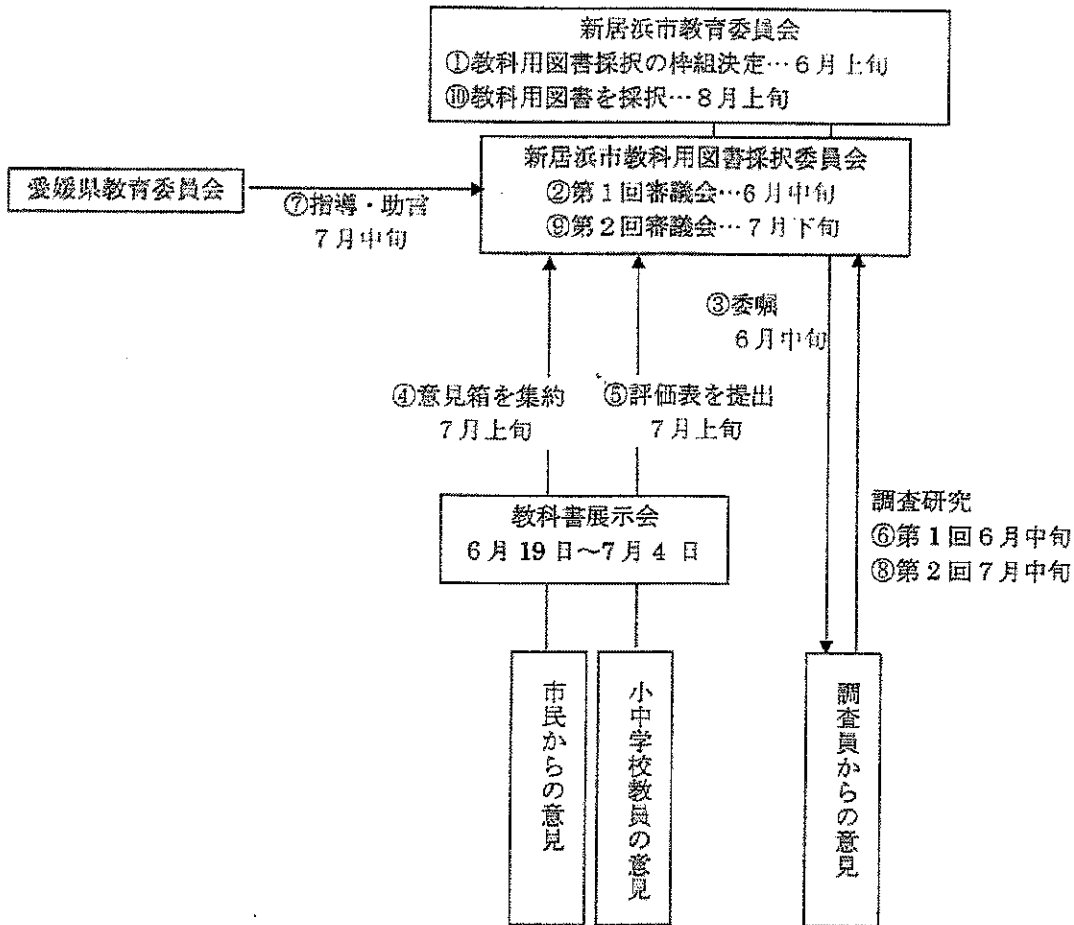 新居浜市教育委員会
①教科用図書採択の枠組決定…6月上旬
⑩教科用図書を採択…8月上旬
新居浜市教科用図書採択委員会
②第1回審議会…6月中旬
⑨第2回審議会…7月下旬
愛媛県教育委員会
⑦指導・助言
7月中旬
③委嘱
6月中旬
④意見箱を集約
7月上旬
⑤評価表を提出
7月上旬
教科書展示会
6月19日~7月4日
調査研究
⑥第1回6月中旬
⑧第2回7月中旬
市民からの意見
小中学校教員の意見
調査員からの意見